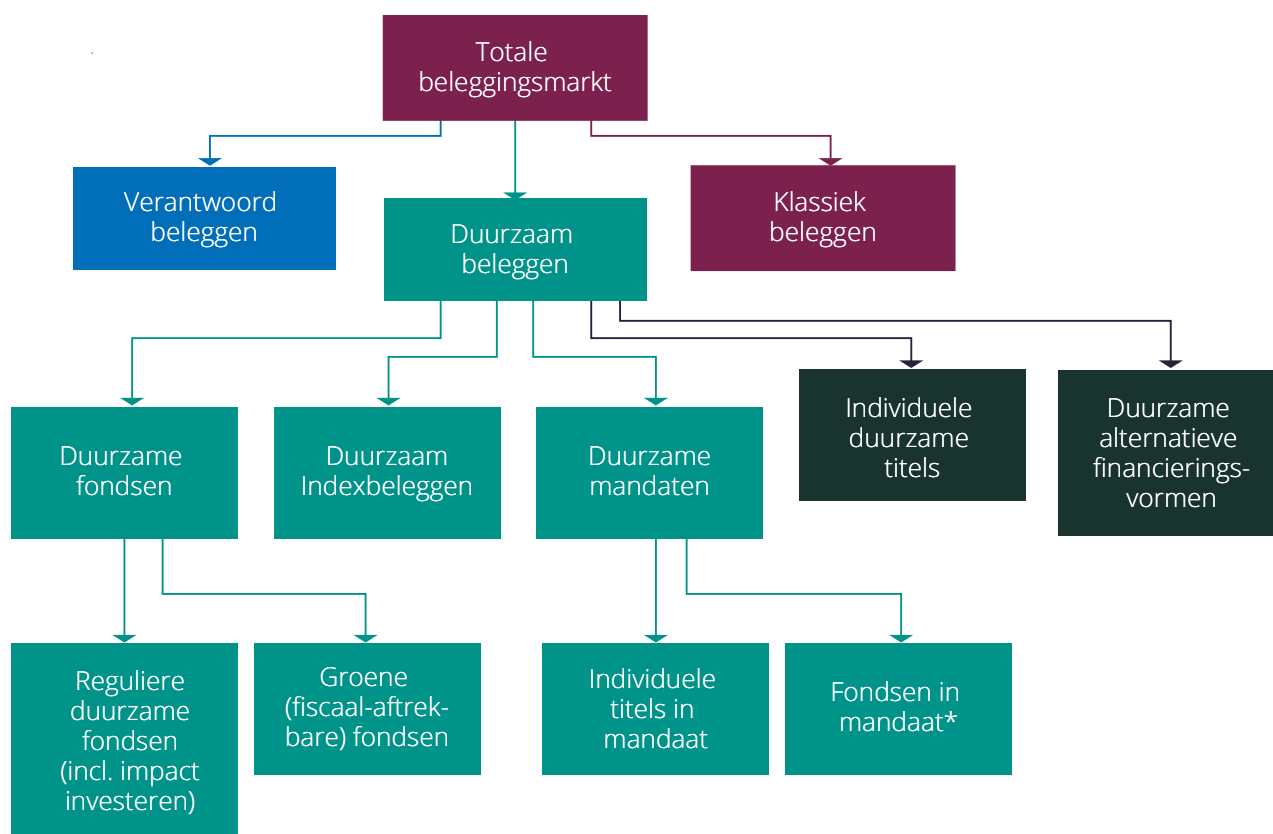 Totale
beleggingsmarkt
Verantwoord
beleggen
Duurzaam
beleggen
Klassiek
beleggen
Duurzame
fondsen
Duurzaam
Indexbeleggen
Duurzame
mandaten
Individuele
duurzame
titels
Duurzame
alternatieve
financierings-
vormen
Reguliere
duurzame
fondsen
(incl. impact
investeren)
Groene
(fiscaal-aftrek-
bare) fondsen
Individuele
titels in
mandaat
Fondsen in
mandaat*